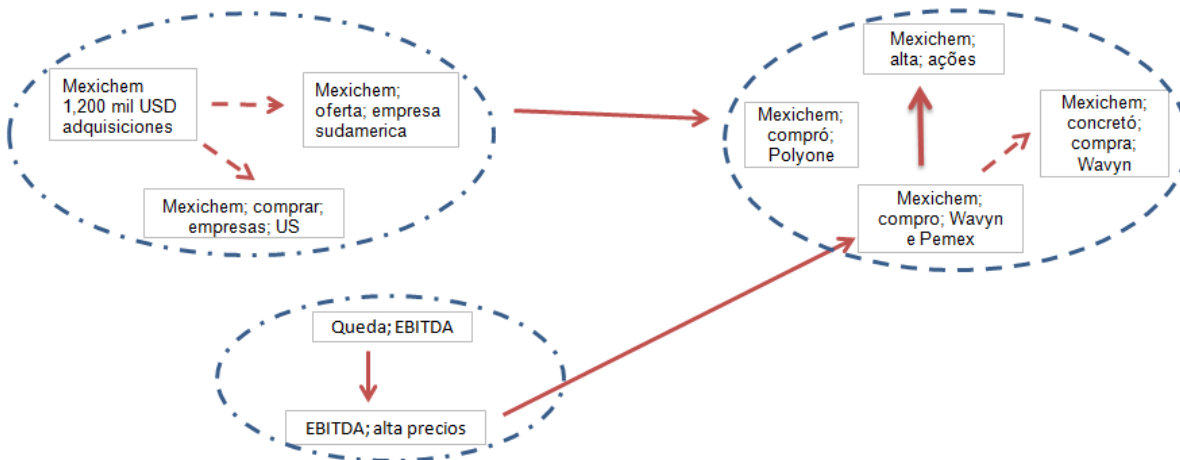 Mexichem
1,200 mil USD
adquisiciones
Mexichem;
oferta; empresa
sudamerica
Mexichem; comprar;
empresas; US
Queda; EBITDA
EBITDA; alta precios
Mexichem;
alta; ações
Mexichem;
compró;
Polyone
Mexichem;
concretó;
compra;
Wavyn
Mexichem;
compro; Wavyn
e Pemex